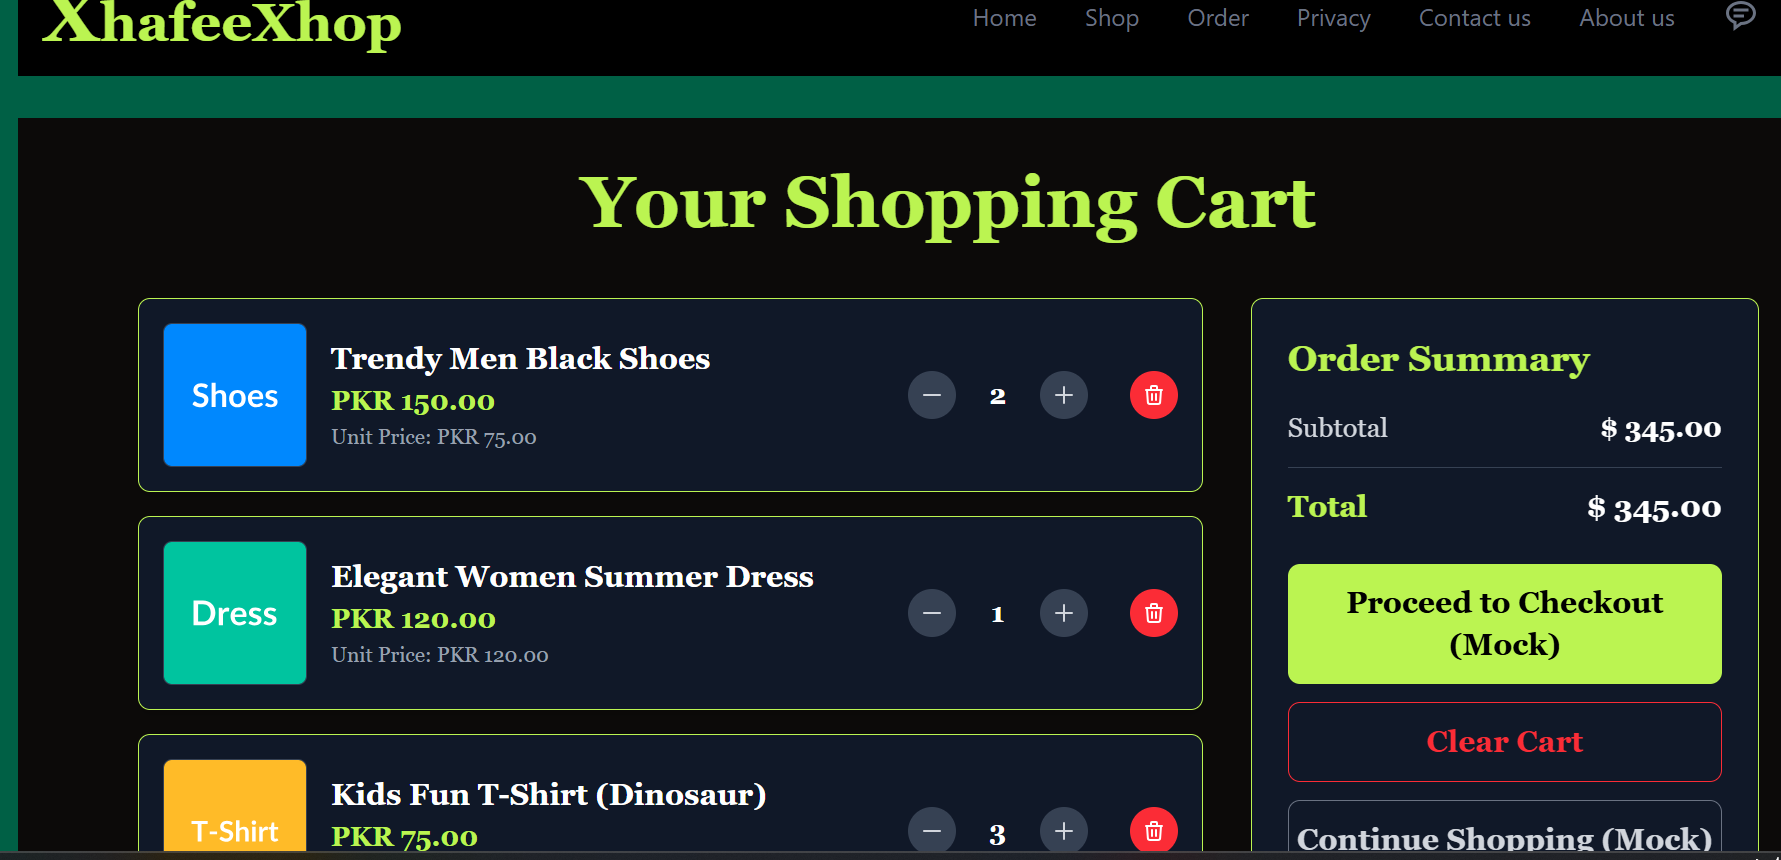 XhafeeXhop
Home Shop Order Privacy Contact us About us
Your Shopping Cart
Shoes
Trendy Men Black Shoes
PKR 150.00
Unit Price: PKR 75.00
2
Dress
Elegant Women Summer Dress
PKR 120.00
Unit Price: PKR 120.00
1
T-Shirt
Kids Fun T-Shirt (Dinosaur)
PKR 75.00
3
Order Summary
Subtotal $ 345.00
Total $ 345.00
Proceed to Checkout
(Mock)
Clear Cart
Continue Shopping (Mock)